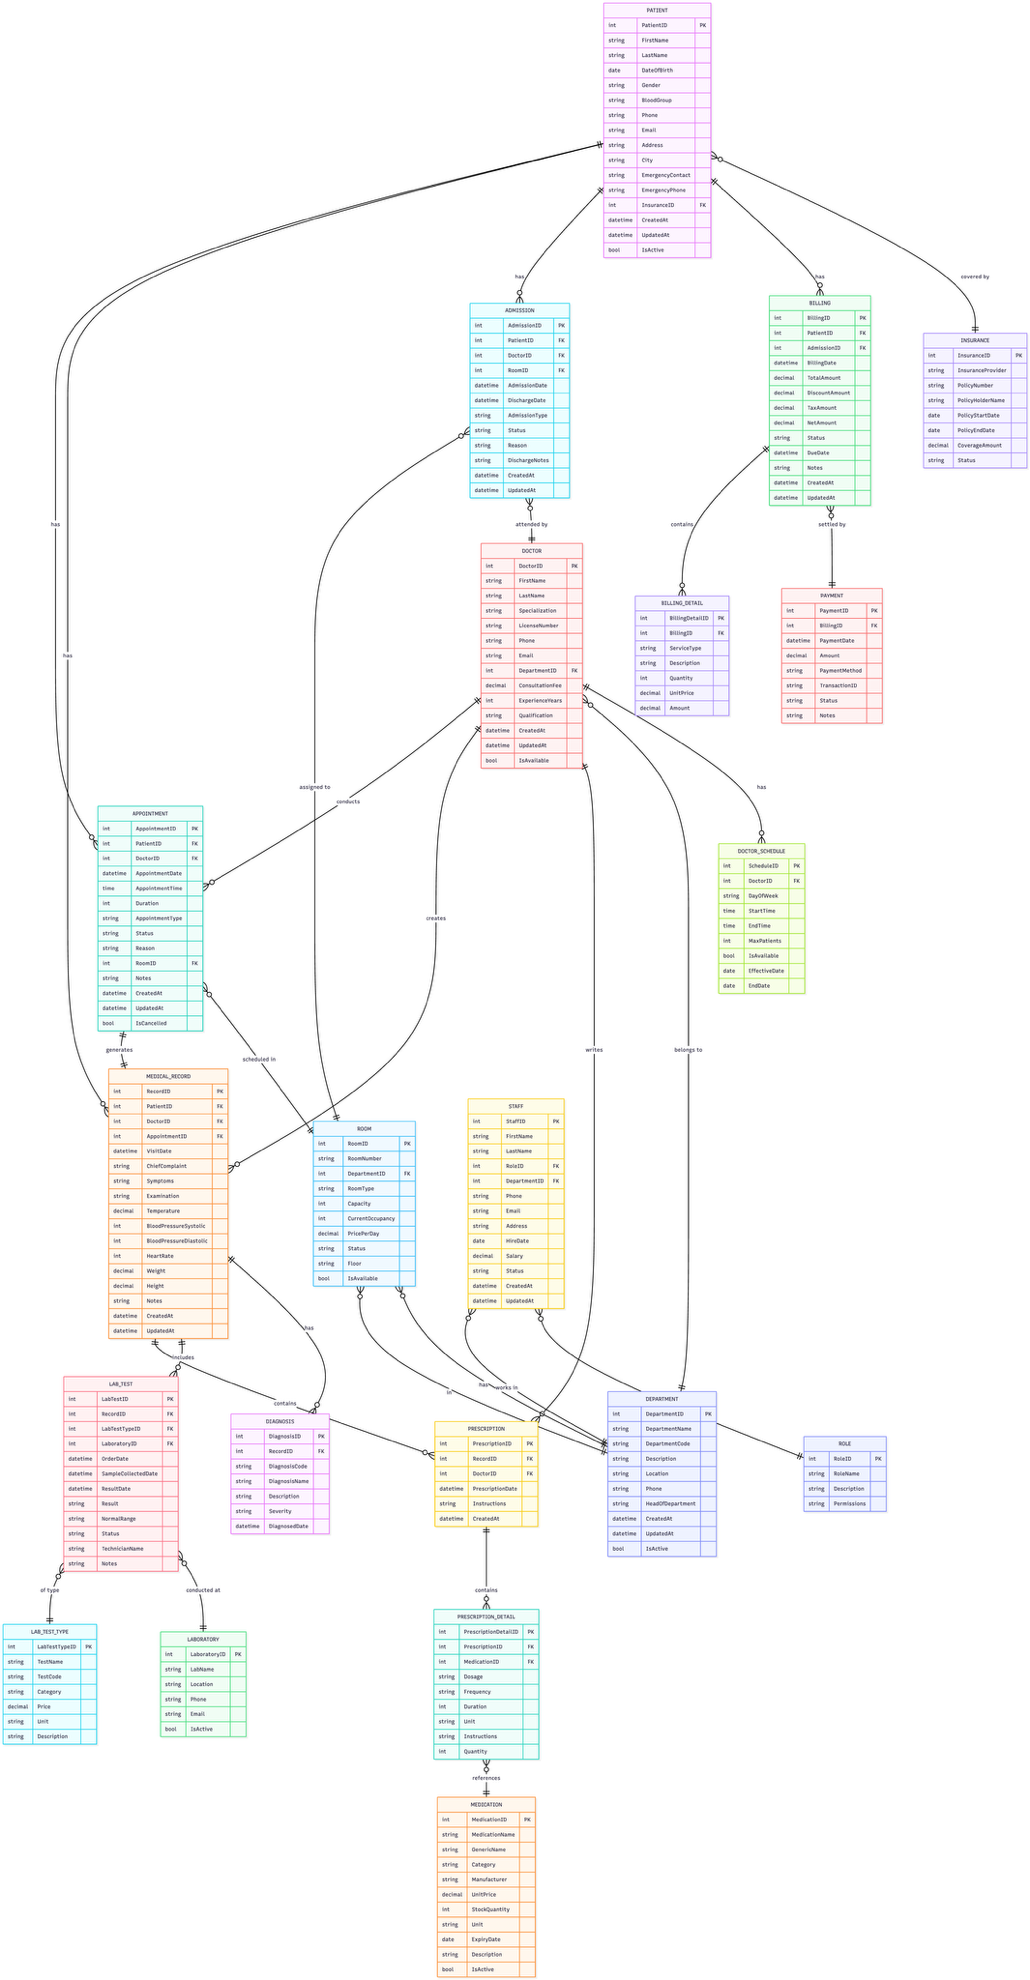 PATIENT
int PatientID PK
string FirstName
string LastName
date DateOfBirth
string Gender
string BloodGroup
string Phone
string Email
string Address
string City
string EmergencyContact
string EmergencyPhone
int InsuranceID FK
datetime CreatedAt
datetime UpdatedAt
bool IsActive
has
has
covered by
ADMISSION
int AdmissionID PK
int PatientID FK
int DoctorID FK
int RoomID FK
datetime AdmissionDate
datetime DischargeDate
string AdmissionType
string Status
string Reason
string DischargeNotes
datetime CreatedAt
datetime UpdatedAt
BILLING
int BillingID PK
int PatientID FK
int AdmissionID FK
datetime BillingDate
decimal TotalAmount
decimal DiscountAmount
decimal TaxAmount
decimal NetAmount
string Status
datetime DueDate
string Notes
datetime CreatedAt
datetime UpdatedAt
INSURANCE
int InsuranceID PK
string InsuranceProvider
string PolicyNumber
string PolicyHolderName
date PolicyStartDate
date PolicyEndDate
decimal CoverageAmount
string Status
has
attended by
contains
settled by
DOCTOR
int DoctorID PK
string FirstName
string LastName
string Specialization
string LicenseNumber
string Phone
string Email
int DepartmentID FK
decimal ConsultationFee
int ExperienceYears
string Qualification
datetime CreatedAt
datetime UpdatedAt
bool IsAvailable
BILLING_DETAIL
int BillingDetailID PK
int BillingID FK
string ServiceType
string Description
int Quantity
decimal UnitPrice
decimal Amount
PAYMENT
int PaymentID PK
int BillingID FK
datetime PaymentDate
decimal Amount
string PaymentMethod
string TransactionID
string Status
string Notes
has
assigned to
conducts
has
APPOINTMENT
int AppointmentID PK
int PatientID FK
int DoctorID FK
datetime AppointmentDate
time AppointmentTime
int Duration
string AppointmentType
string Status
string Reason
int RoomID FK
string Notes
datetime CreatedAt
datetime UpdatedAt
bool IsCancelled
DOCTOR_SCHEDULE
int ScheduleID PK
int DoctorID FK
string DayOfWeek
time StartTime
time EndTime
int MaxPatients
bool IsAvailable
date EffectiveDate
date EndDate
creates
generates
scheduled in
writes
belongs to
MEDICAL_RECORD
int RecordID PK
int PatientID FK
int DoctorID FK
int AppointmentID FK
datetime VisitDate
string ChiefComplaint
string Symptoms
string Examination
decimal Temperature
int BloodPressureSystolic
int BloodPressureDiastolic
int HeartRate
decimal Weight
decimal Height
string Notes
datetime CreatedAt
datetime UpdatedAt
ROOM
int RoomID PK
string RoomNumber
int DepartmentID FK
string RoomType
int Capacity
int CurrentOccupancy
decimal PricePerDay
string Status
string Floor
bool IsAvailable
STAFF
int StaffID PK
string FirstName
string LastName
int RoleID FK
int DepartmentID FK
string Phone
string Email
string Address
date HireDate
decimal Salary
string Status
datetime CreatedAt
datetime UpdatedAt
has
includes
contains
in
has
works in
LAB_TEST
int LabTestID PK
int RecordID FK
int LabTestTypeID FK
int LaboratoryID FK
datetime OrderDate
datetime SampleCollectedDate
datetime ResultDate
string Result
string NormalRange
string Status
string TechnicianName
string Notes
DIAGNOSIS
int DiagnosisID PK
int RecordID FK
string DiagnosisCode
string DiagnosisName
string Description
string Severity
datetime DiagnosedDate
PRESCRIPTION
int PrescriptionID PK
int RecordID FK
int DoctorID FK
datetime PrescriptionDate
string Instructions
datetime CreatedAt
DEPARTMENT
int DepartmentID PK
string DepartmentName
string DepartmentCode
string Description
string Location
string Phone
string HeadOfDepartment
datetime CreatedAt
datetime UpdatedAt
bool IsActive
ROLE
int RoleID PK
string RoleName
string Description
string Permissions
of type
conducted at
contains
LAB_TEST_TYPE
int LabTestTypeID PK
string TestName
string TestCode
string Category
decimal Price
string Unit
string Description
LABORATORY
int LaboratoryID PK
string LabName
string Location
string Phone
string Email
bool IsActive
PRESCRIPTION_DETAIL
int PrescriptionDetailID PK
int PrescriptionID FK
int MedicationID FK
string Dosage
string Frequency
int Duration
string Unit
string Instructions
int Quantity
references
MEDICATION
int MedicationID PK
string MedicationName
string GenericName
string Category
string Manufacturer
decimal UnitPrice
int StockQuantity
string Unit
date ExpiryDate
string Description
bool IsActive